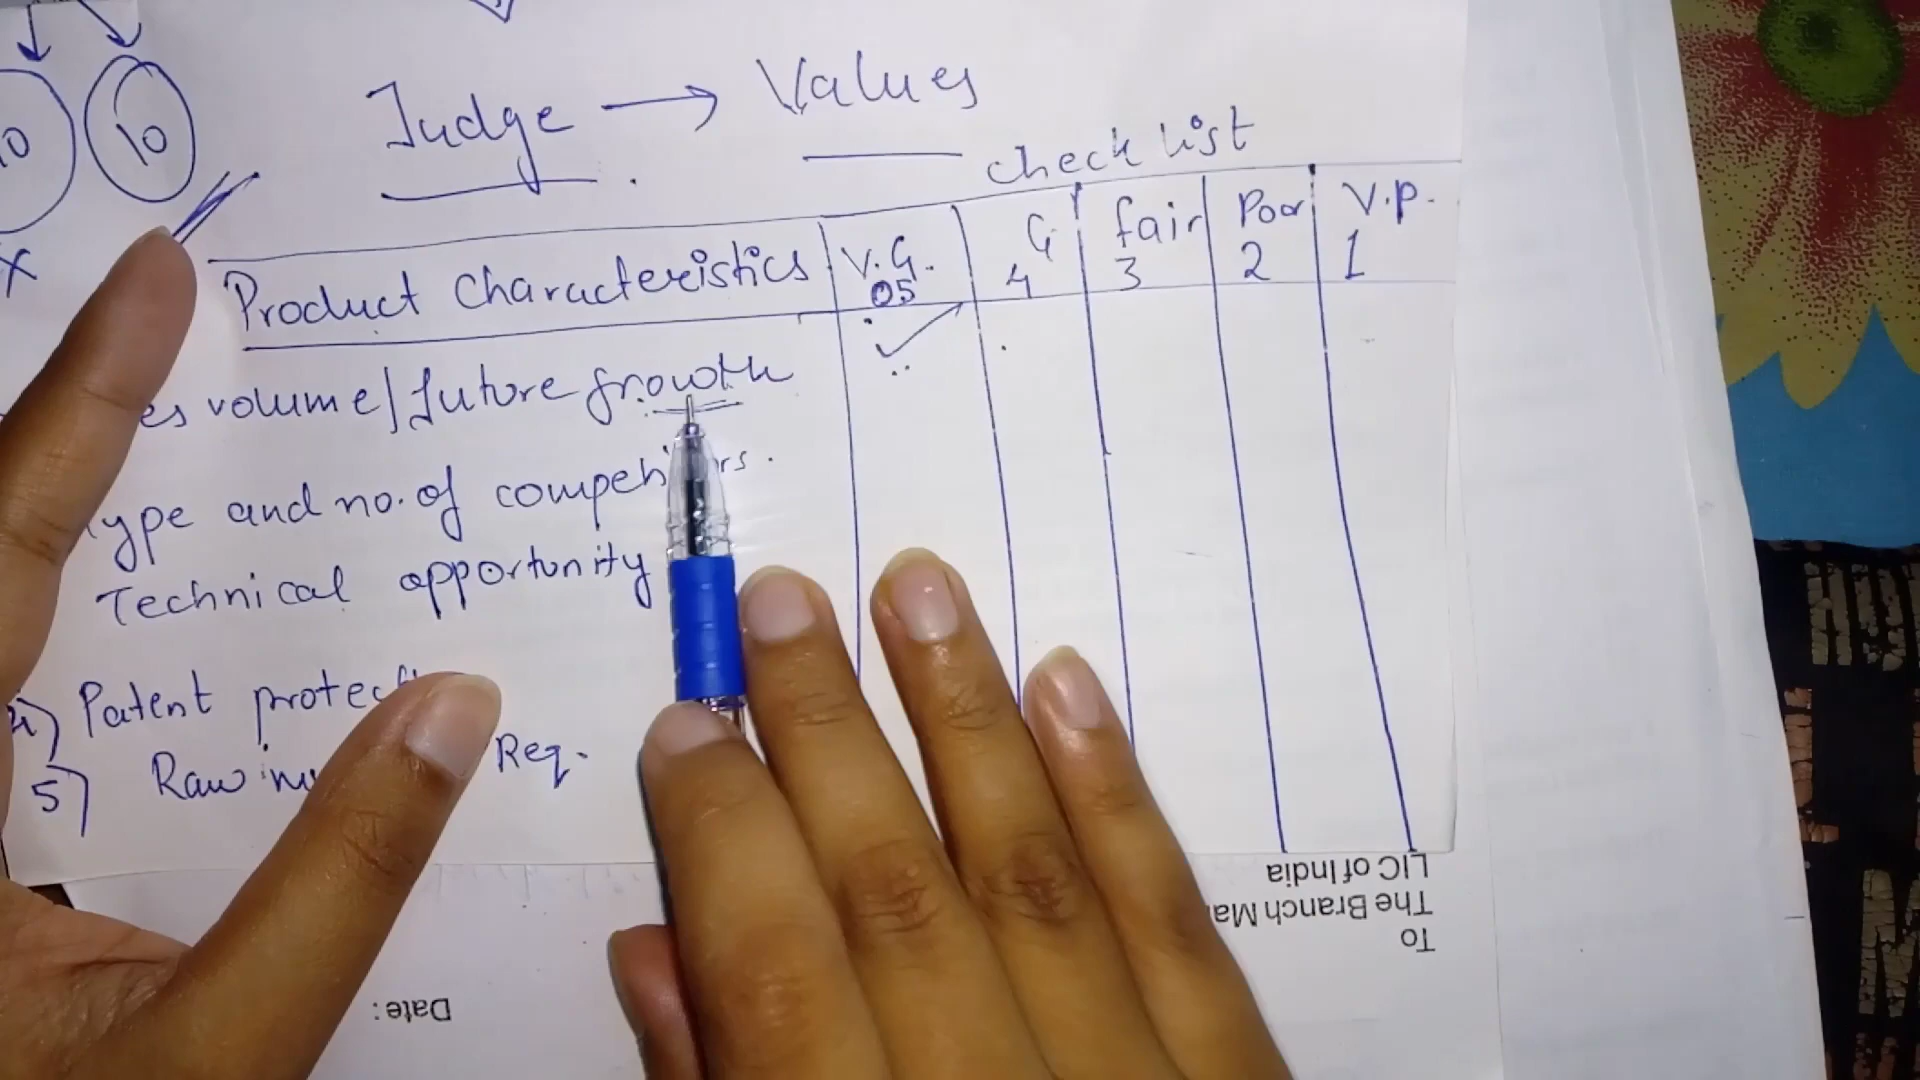 10
10
x
Judge → Values
check list
Product Characteristics | V.G. 05 | G 4 | fair 3 | Poor 2 | V.P. 1
es volume/future growth ✓
ype and no. of
Technical opportunity
4) Patent
5) Raw Req.
To
The Branch Ma
LIC of India
Date: